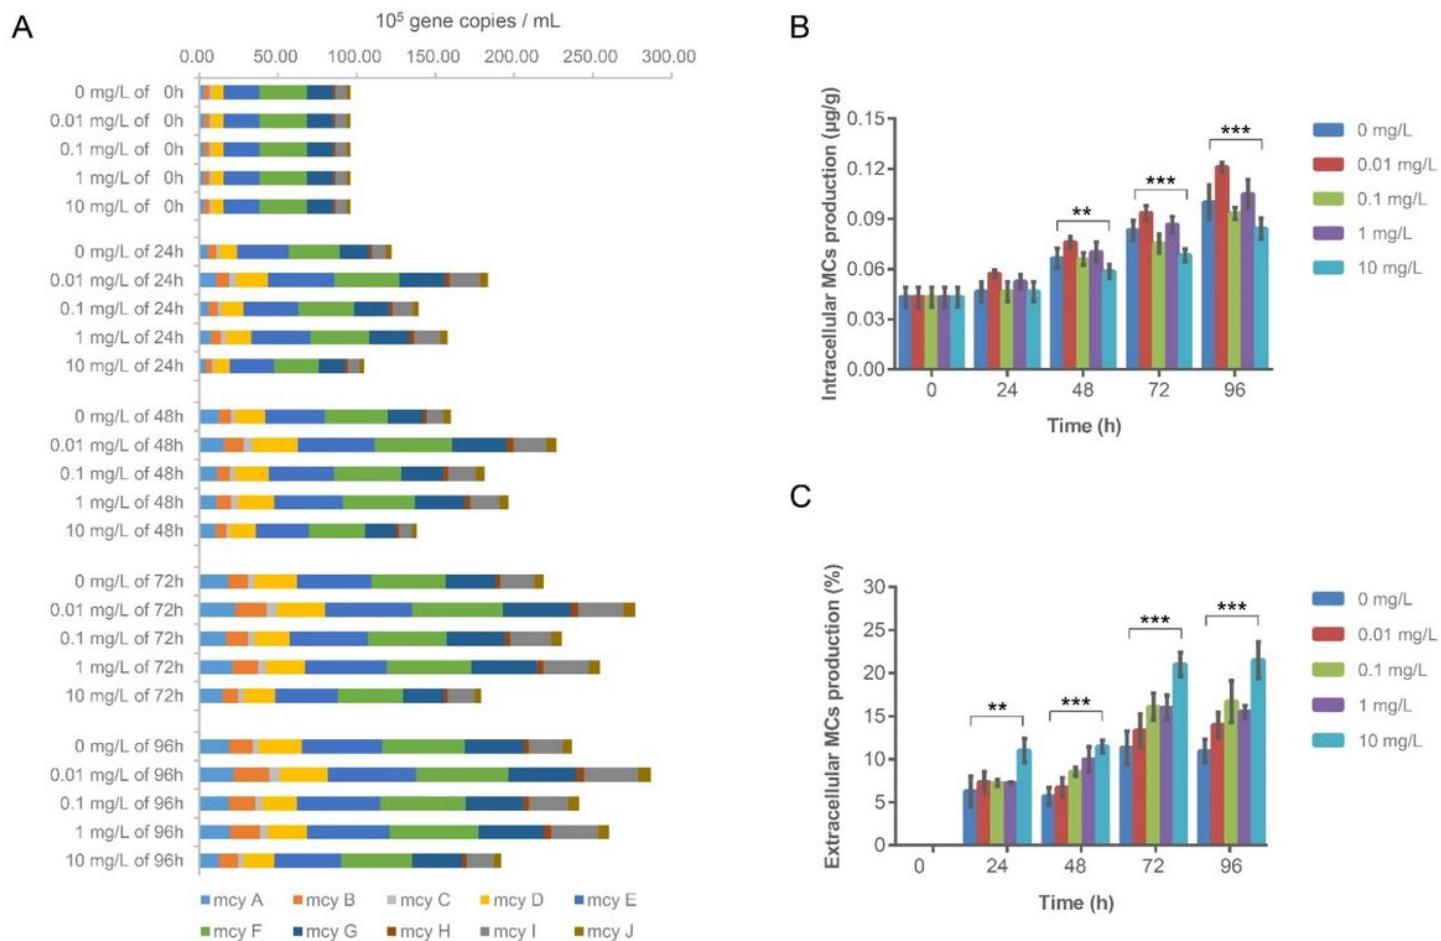 A
10⁵ gene copies / mL
0.00 50.00 100.00 150.00 200.00 250.00 300.00
0 mg/L of 0h
0.01 mg/L of 0h
0.1 mg/L of 0h
1 mg/L of 0h
10 mg/L of 0h
0 mg/L of 24h
0.01 mg/L of 24h
0.1 mg/L of 24h
1 mg/L of 24h
10 mg/L of 24h
0 mg/L of 48h
0.01 mg/L of 48h
0.1 mg/L of 48h
1 mg/L of 48h
10 mg/L of 48h
0 mg/L of 72h
0.01 mg/L of 72h
0.1 mg/L of 72h
1 mg/L of 72h
10 mg/L of 72h
0 mg/L of 96h
0.01 mg/L of 96h
0.1 mg/L of 96h
1 mg/L of 96h
10 mg/L of 96h
mcy A mcy B mcy C mcy D mcy E
mcy F mcy G mcy H mcy I mcy J
B
Intracellular MCs production (µg/g)
0.15
0.12
0.09
0.06
0.03
0.00
**
***
***
0 24 48 72 96
Time (h)
0 mg/L
0.01 mg/L
0.1 mg/L
1 mg/L
10 mg/L
C
Extracellular MCs production (%)
30
25
20
15
10
5
0
**
***
***
***
0 24 48 72 96
Time (h)
0 mg/L
0.01 mg/L
0.1 mg/L
1 mg/L
10 mg/L